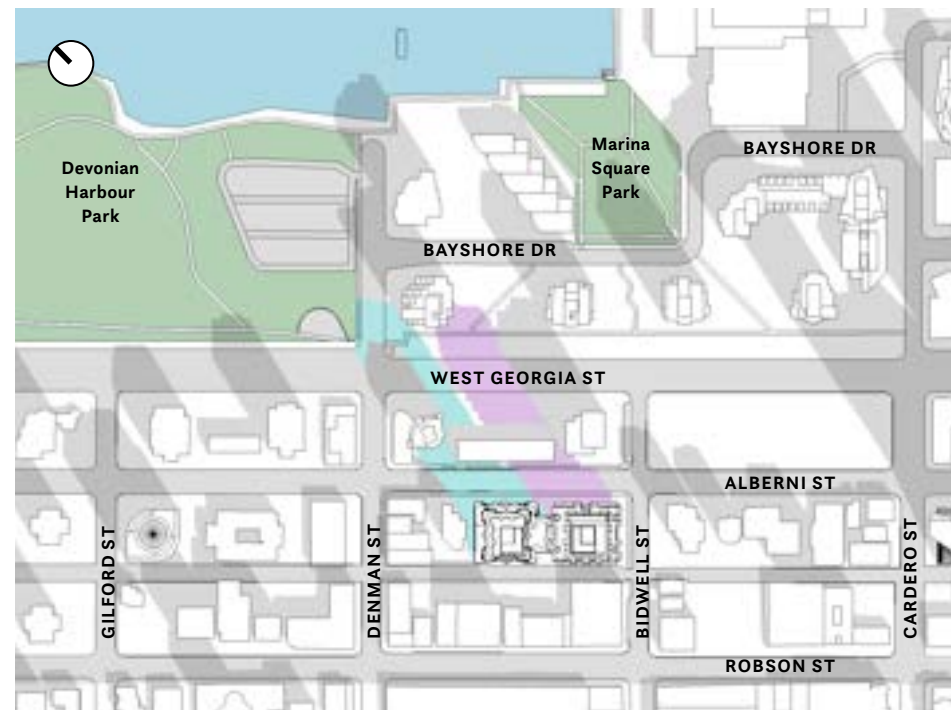 Devonian
Harbour
Park
Marina
Square
Park
BAYSHORE DR
BAYSHORE DR
WEST GEORGIA ST
ALBERNI ST
GILFORD ST
DENMAN ST
BIDWELL ST
CARDERO ST
ROBSON ST